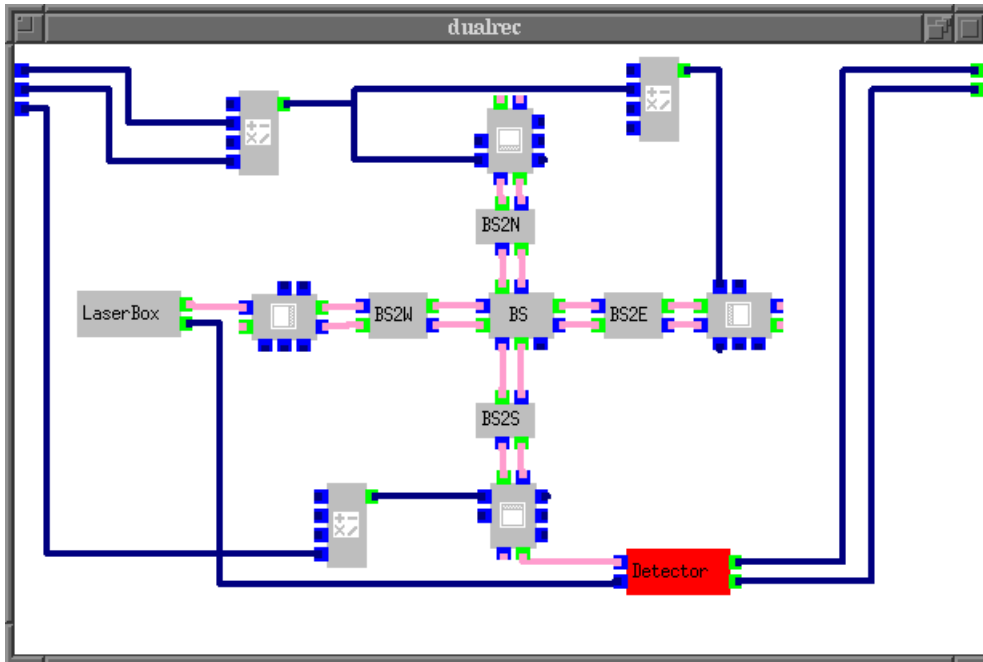 dualrec
BS2N
LaserBox
BS2W
BS
BS2E
BS2S
Detector